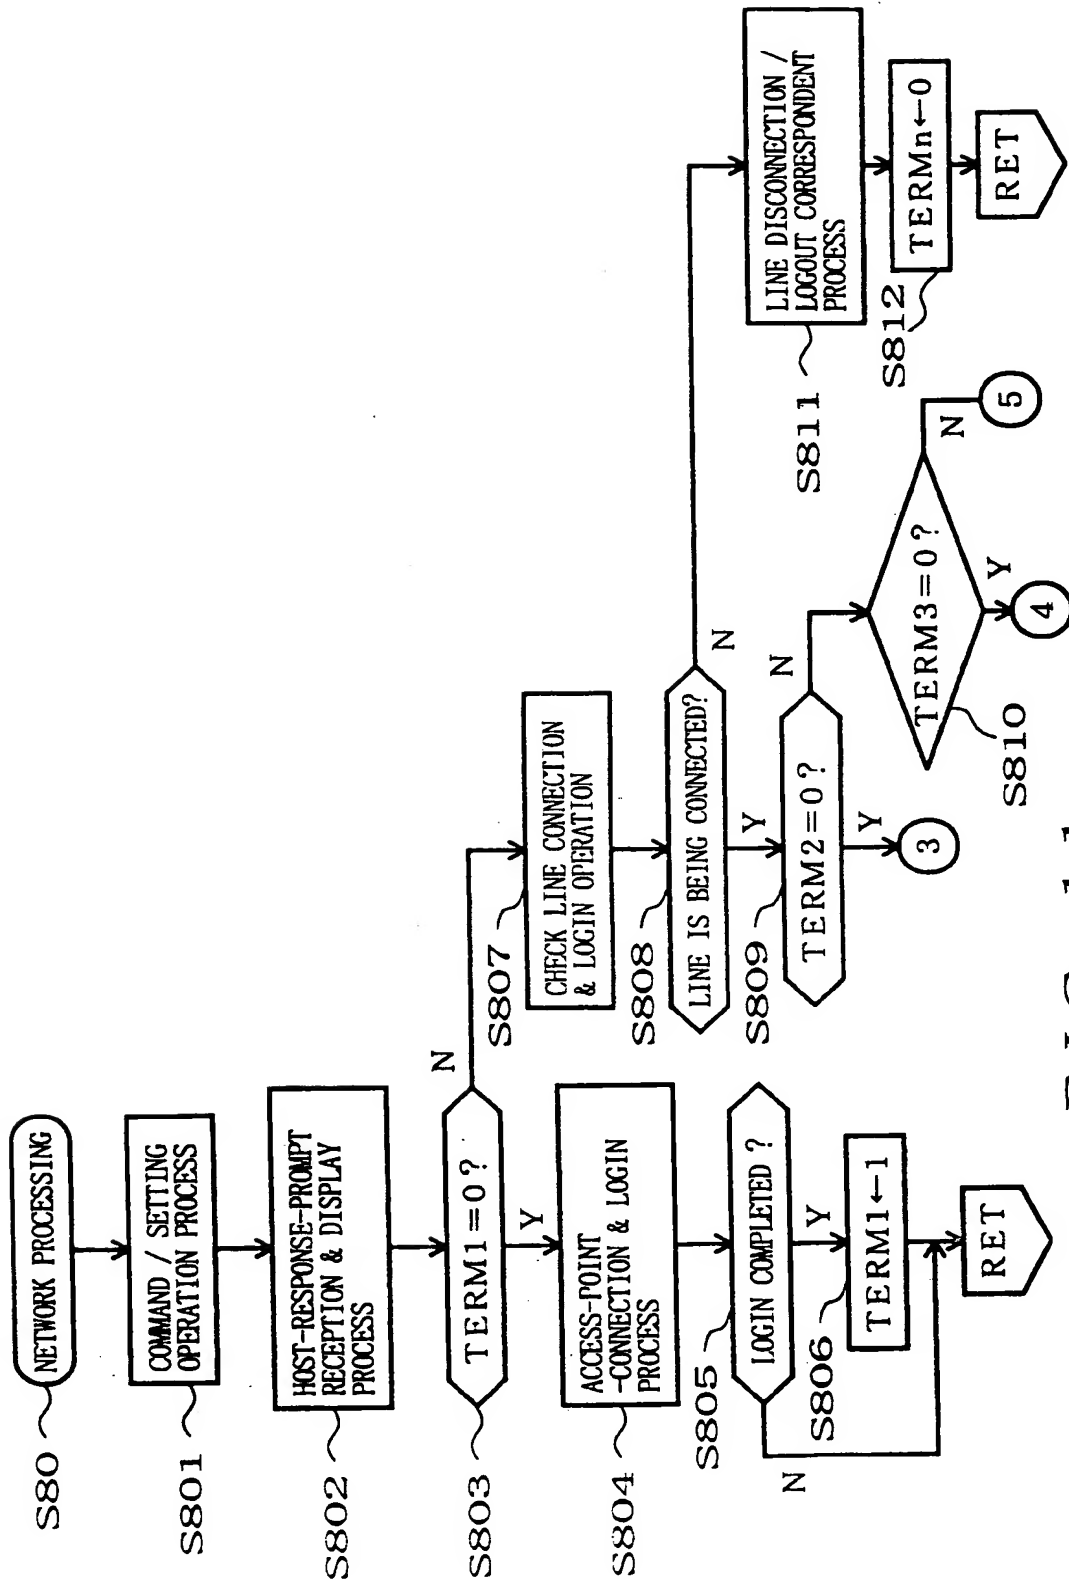 S80
NETWORK PROCESSING
S801
COMMAND / SETTING
OPERATION PROCESS
S802
HOST-RESPONSE-PROMPT
RECEPTION & DISPLAY
PROCESS
S803
TERM1=0?
N
Y
S804
ACCESS-POINT
-CONNECTION & LOGIN
PROCESS
S805
LOGIN COMPLETED ?
N
Y
S806
TERM1←1
RET
S807
CHECK LINE CONNECTION
& LOGIN OPERATION
S808
LINE IS BEING CONNECTED?
N
Y
S809
TERM2=0?
N
Y
3
S810
TERM3=0?
N
5
Y
4
S811
LINE DISCONNECTION /
LOGOUT CORRESPONDENT
PROCESS
S812
TERMn←0
RET